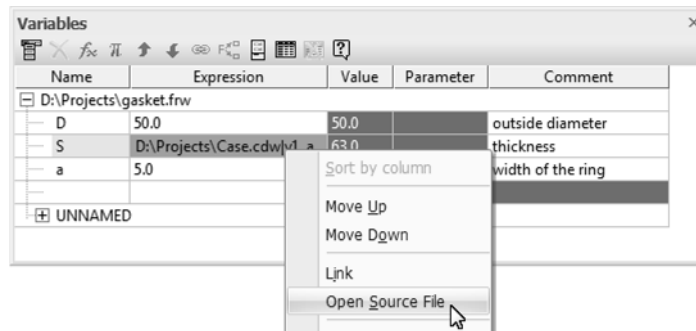 Variables
Name Expression Value Parameter Comment
D:\Projects\gasket.frw
D 50.0 50.0 outside diameter
S D:\Projects\Case.cdw|v1_a 63.0 thickness
a 5.0 width of the ring
UNNAMED
Sort by column
Move Up
Move Down
Link
Open Source File